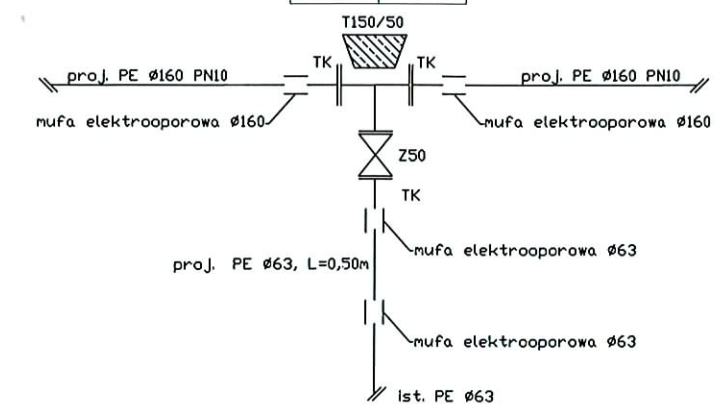 T150/50
TK
TK
proj. PE Ø160 PN10
proj. PE Ø160 PN10
mufa elektrooporowa Ø160
mufa elektrooporowa Ø160
Z50
TK
mufa elektrooporowa Ø63
proj. PE Ø63, L=0,50m
mufa elektrooporowa Ø63
ist. PE Ø63